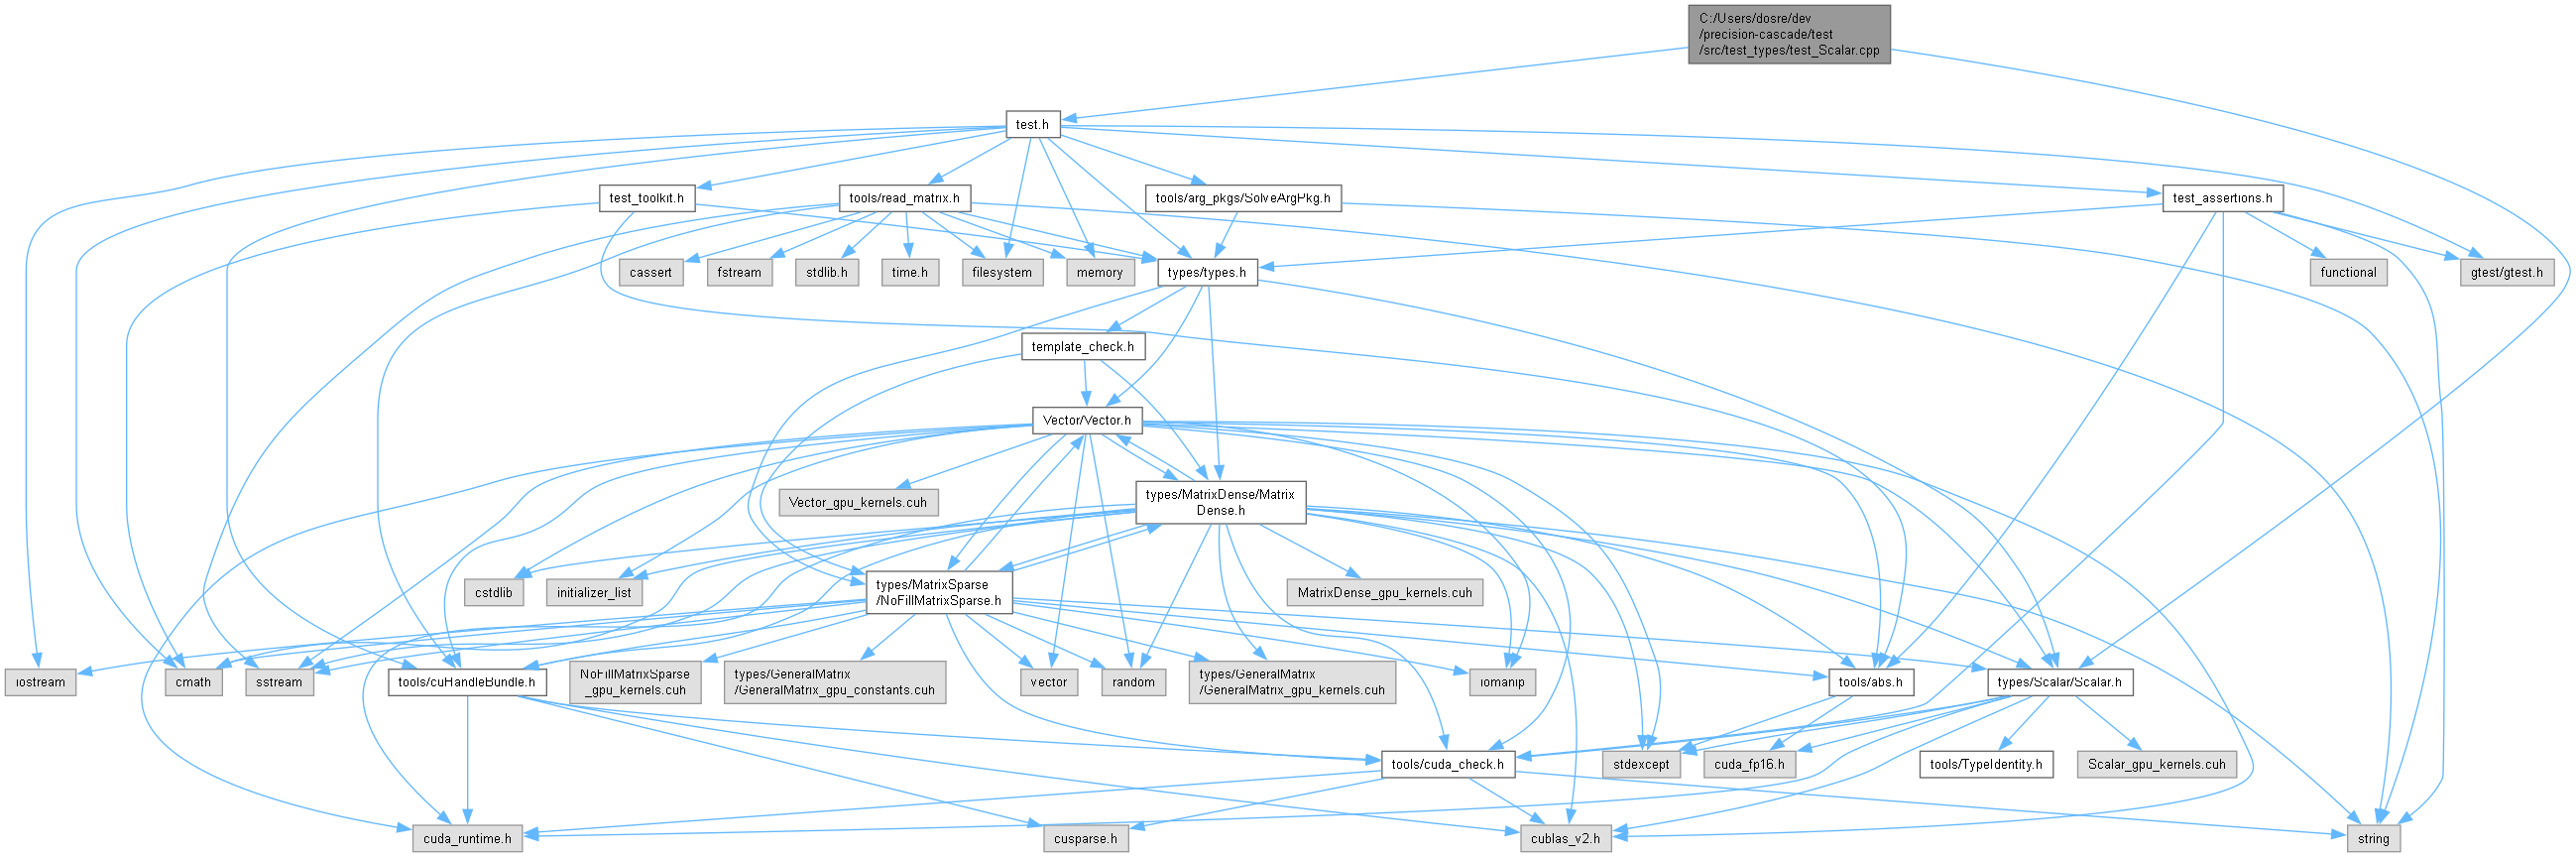 C:/Users/dosre/dev
/precision-cascade/test
/src/test_types/test_Scalar.cpp
test.h
test_toolkit.h
tools/read_matrix.h
tools/arg_pkgs/SolveArgPkg.h
test_assertions.h
cassert
fstream
stdlib.h
time.h
filesystem
memory
types/types.h
functional
gtest/gtest.h
template_check.h
Vector/Vector.h
Vector_gpu_kernels.cuh
types/MatrixDense/Matrix
Dense.h
cstdlib
initializer_list
types/MatrixSparse
/NoFillMatrixSparse.h
MatrixDense_gpu_kernels.cuh
iostream
cmath
sstream
tools/cuHandleBundle.h
NoFillMatrixSparse
_gpu_kernels.cuh
types/GeneralMatrix
/GeneralMatrix_gpu_constants.cuh
vector
random
types/GeneralMatrix
/GeneralMatrix_gpu_kernels.cuh
iomanip
tools/abs.h
types/Scalar/Scalar.h
tools/cuda_check.h
stdexcept
cuda_fp16.h
tools/TypeIdentity.h
Scalar_gpu_kernels.cuh
cuda_runtime.h
cusparse.h
cublas_v2.h
string